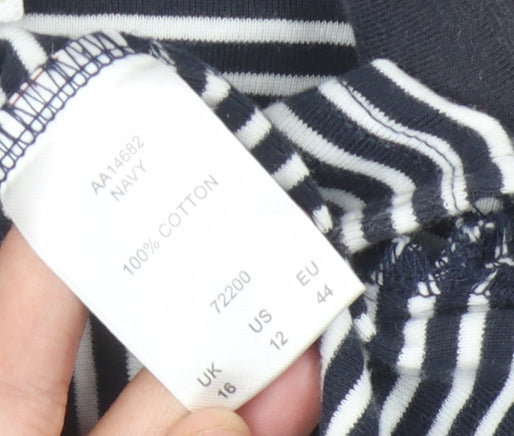 AA14682
NAVY
100% COTTON
72200
UK US EU
16 12 44